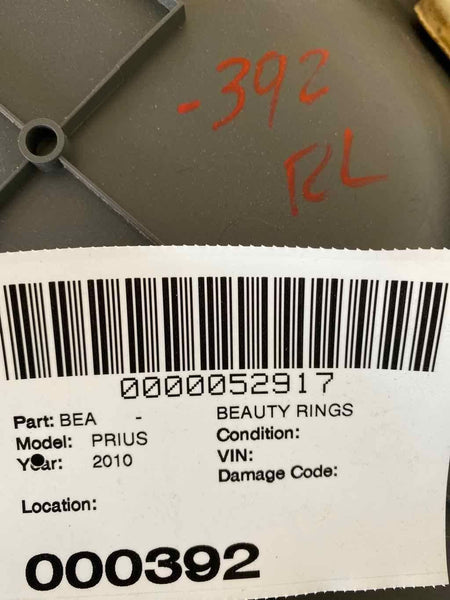 -392
RL
0000052917
Part: BEA - BEAUTY RINGS
Model: PRIUS Condition:
Year: 2010 VIN:
Damage Code:
Location:
000392